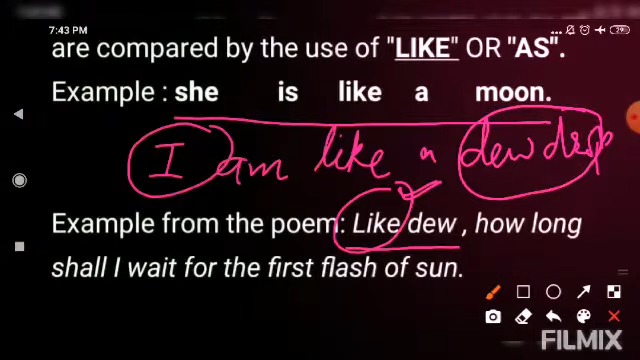 7:43 PM
29
are compared by the use of "LIKE" OR "AS".
Example : she is like a moon.
I am like a dew drop
Example from the poem: Like dew , how long
shall I wait for the first flash of sun.
FILMIX